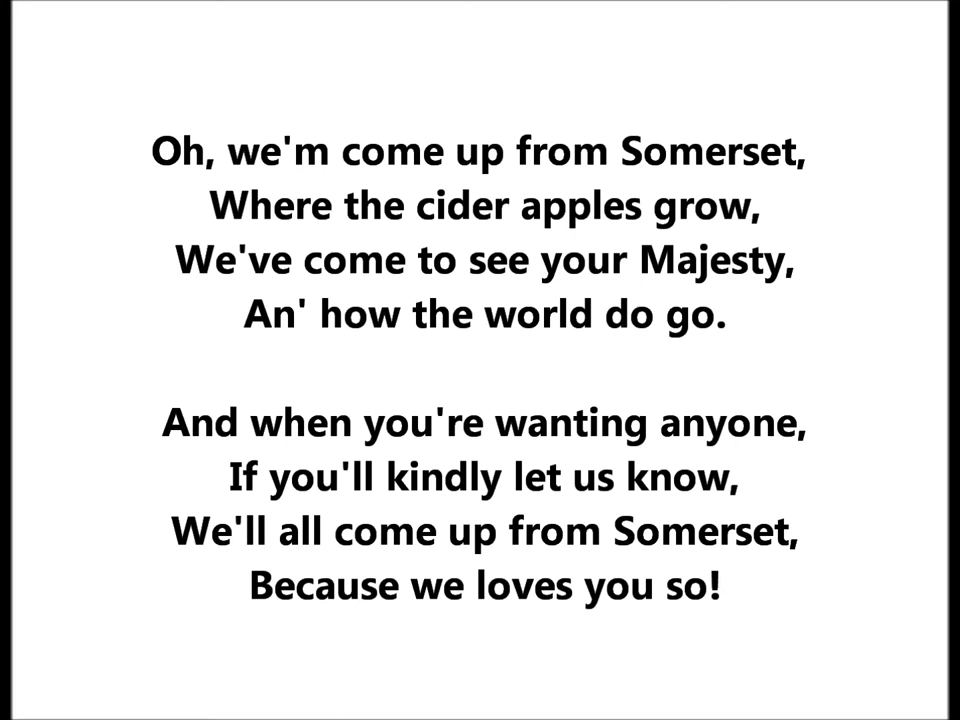 Oh, we'm come up from Somerset,
Where the cider apples grow,
We've come to see your Majesty,
An' how the world do go.
And when you're wanting anyone,
If you'll kindly let us know,
We'll all come up from Somerset,
Because we loves you so!